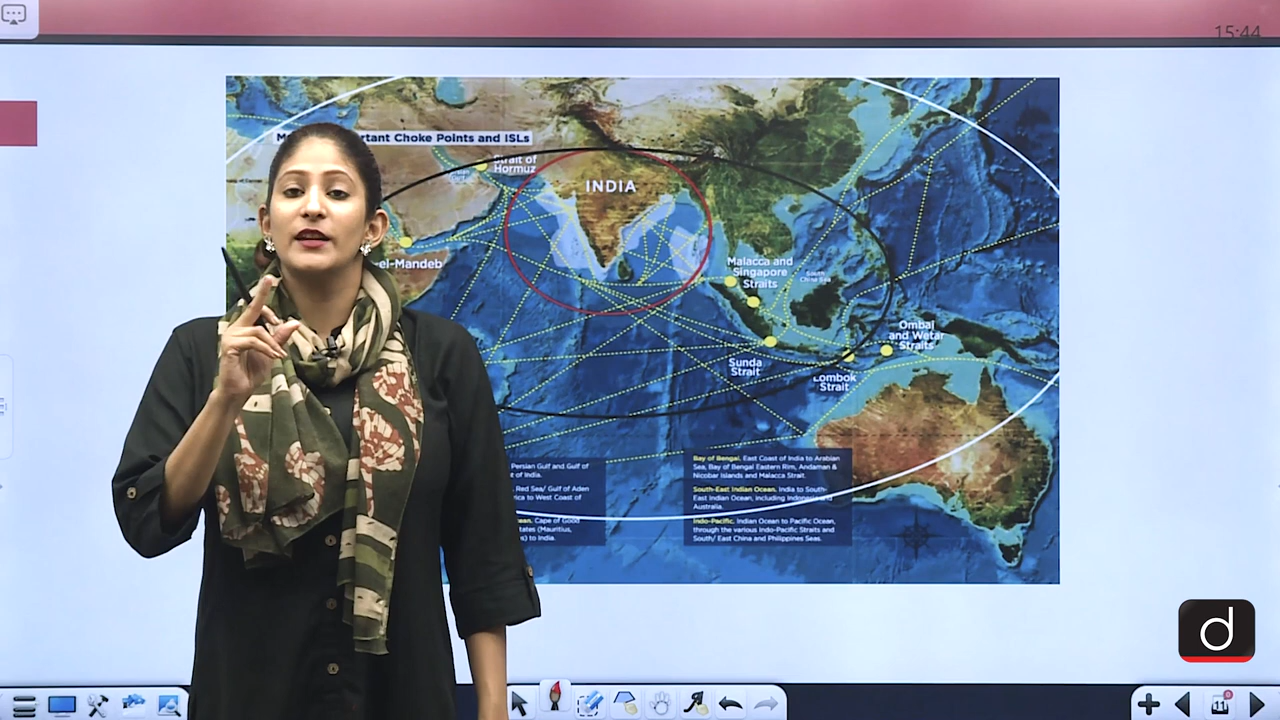 15:44
rtant Choke Points and ISLs
Strait of
Hormuz
INDIA
el-Mandeb
Malacca and
Singapore
Straits
South
China Sea
Ombai
and Wetar
Straits
Sunda
Strait
Lombok
Strait
Persian Gulf and Gulf of
of India.
Red Sea/ Gulf of Aden
to West Coast of
Cape of Good
(Mauritius,
to India.
Bay of Bengal. East Coast of India to Arabian
Sea, Bay of Bengal Eastern Rim, Andaman &
Nicobar Islands and Malacca Strait.
South-East Indian Ocean. India to South-
East Indian Ocean, including Indonesia and
Australia.
Indo-Pacific. Indian Ocean to Pacific Ocean,
through the various Indo-Pacific Straits and
South/ East China and Philippines Seas.
d
11